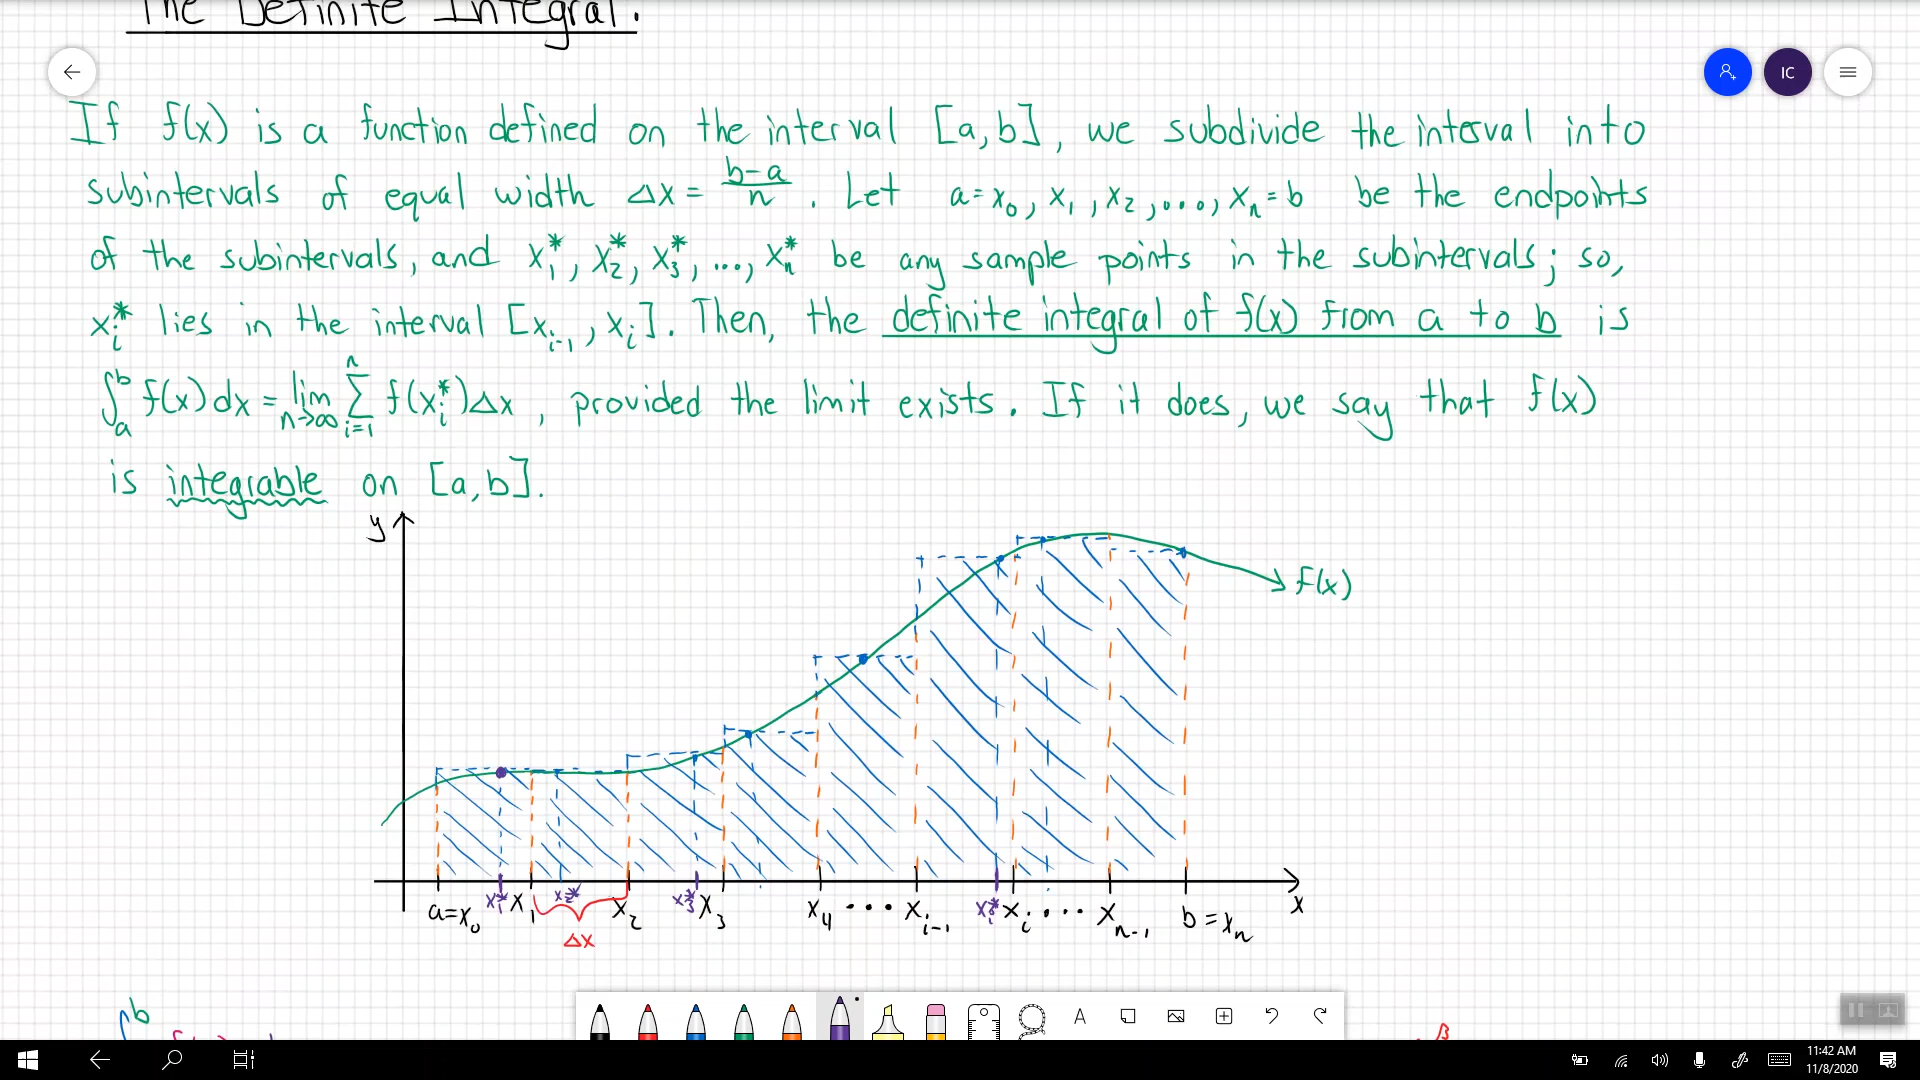 The Definite Integral.
IC
If f(x) is a function defined on the interval [a,b], we subdivide the interval into
subintervals of equal width Δx = (b-a)/n . Let a=x₀, x₁, x₂,..., xₙ=b be the endpoints
of the subintervals, and x₁*, x₂*, x₃*, ..., xₙ* be any sample points in the subintervals; so,
xᵢ* lies in the interval [xᵢ₋₁, xᵢ]. Then, the definite integral of f(x) from a to b is
∫ₐᵇ f(x)dx = lim n→∞ Σ i=1 n f(xᵢ*)Δx, provided the limit exists. If it does, we say that f(x)
is integrable on [a,b].
y
f(x)
a=x₀ x₁* x₁ x₂* x₂ x₃* x₃ x₄ ... xᵢ₋₁ xᵢ* xᵢ .... xₙ₋₁ b=xₙ x
Δx
∫ b
A
11:42 AM
11/8/2020